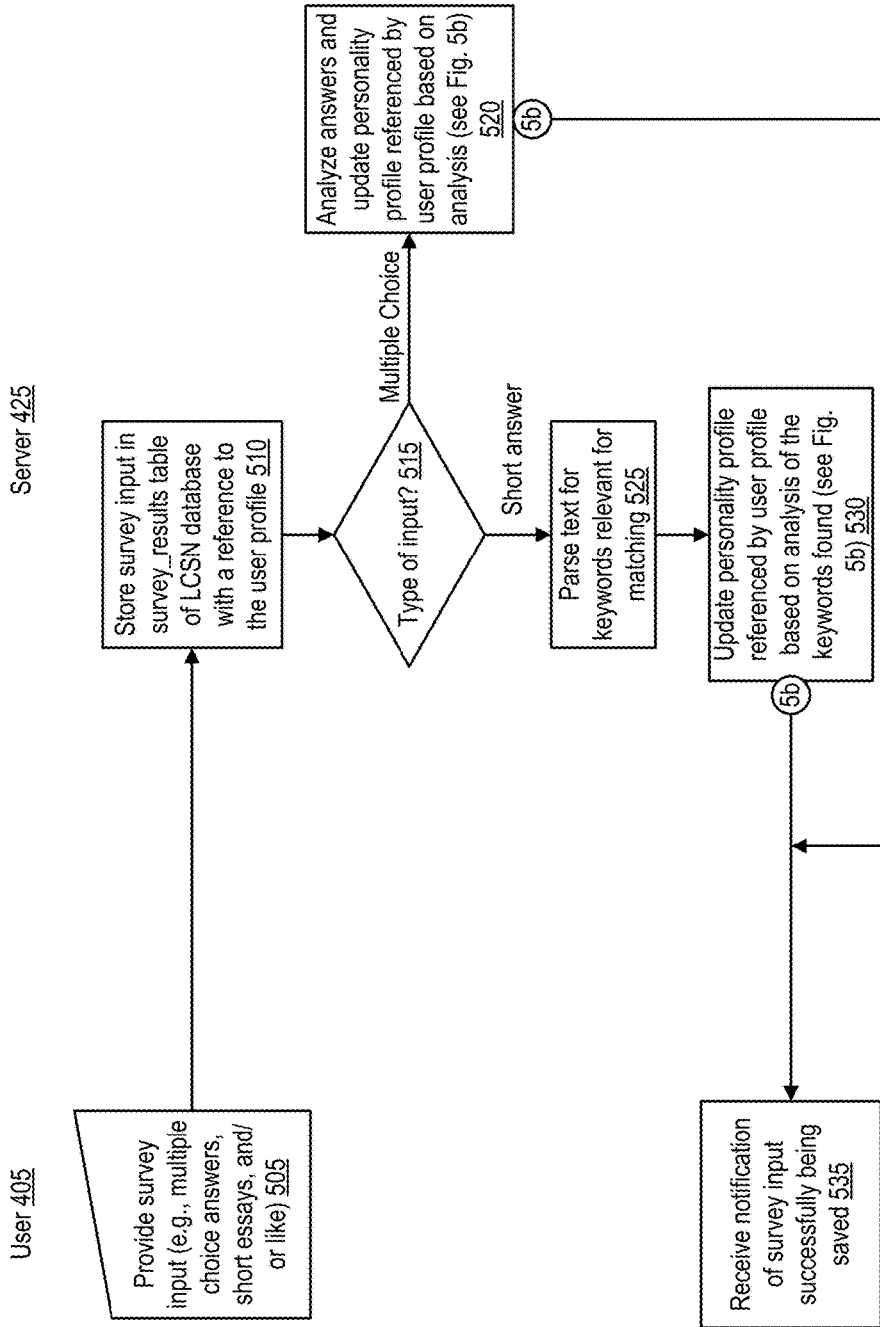 User 405
Server 425
Provide survey
input (e.g., multiple
choice answers,
short essays, and/
or like) 505
Store survey input in
survey_results table
of LCSN database
with a reference to
the user profile 510
Type of input? 515
Multiple Choice
Analyze answers and
update personality
profile referenced by
user profile based on
analysis (see Fig. 5b)
520
5b
Short answer
Parse text for
keywords relevant for
matching 525
Update personality profile
referenced by user profile
based on analysis of the
keywords found (see Fig.
5b) 530
5b
Receive notification
of survey input
successfully being
saved 535